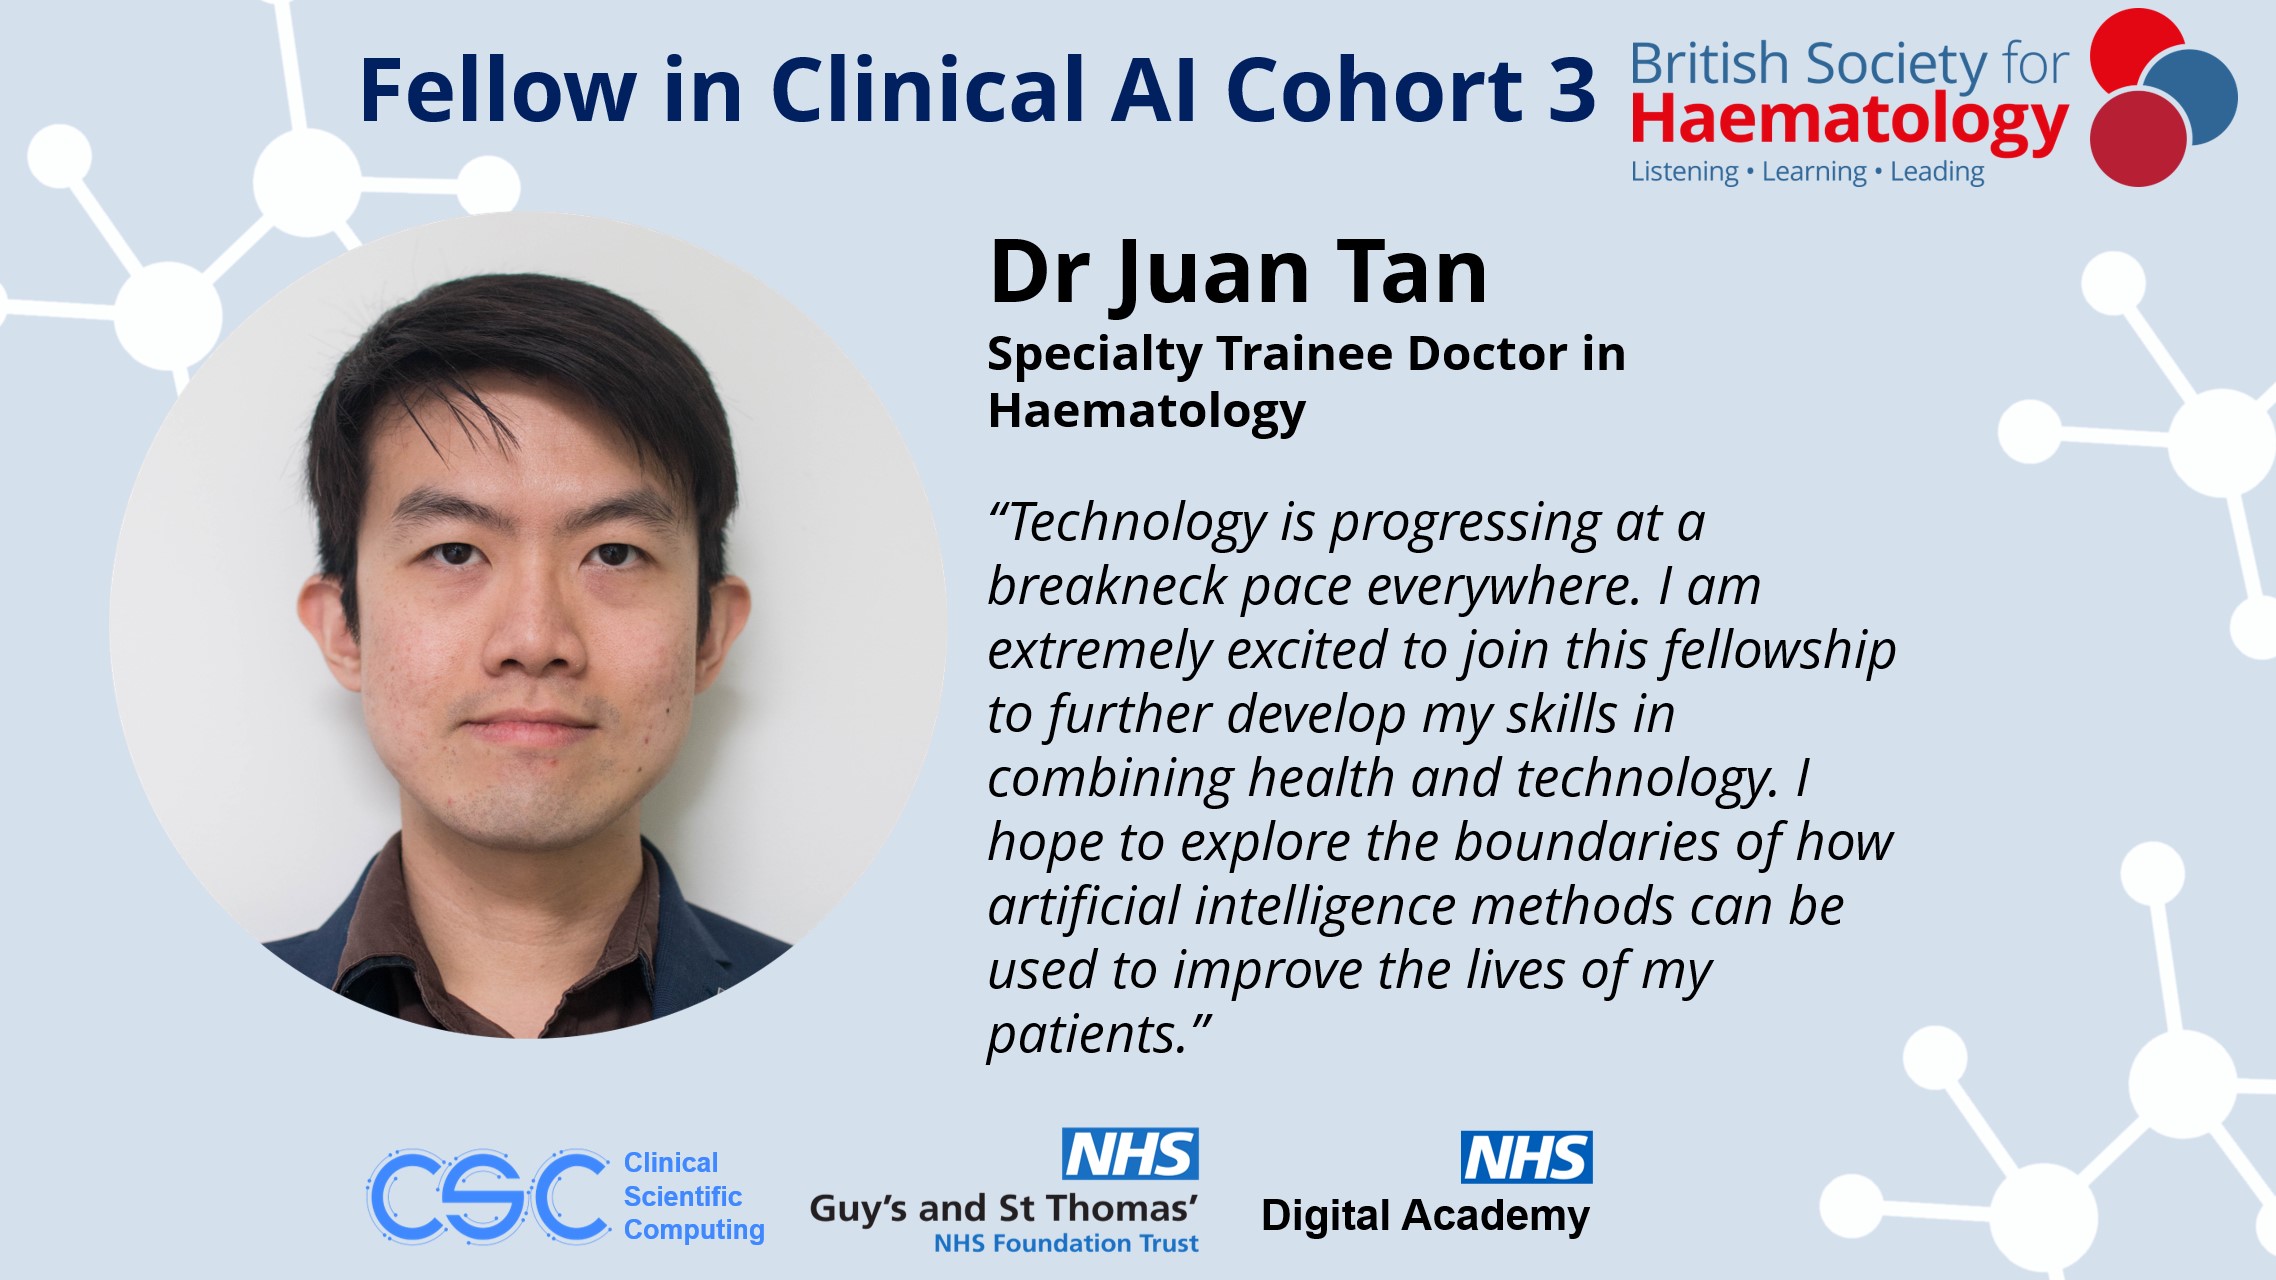 Fellow in Clinical AI Cohort 3
British Society for
Haematology
Listening • Learning • Leading
Dr Juan Tan
Specialty Trainee Doctor in
Haematology
“Technology is progressing at a
breakneck pace everywhere. I am
extremely excited to join this fellowship
to further develop my skills in
combining health and technology. I
hope to explore the boundaries of how
artificial intelligence methods can be
used to improve the lives of my
patients.”
CSC
Clinical
Scientific
Computing
NHS
Guy’s and St Thomas’
NHS Foundation Trust
NHS
Digital Academy